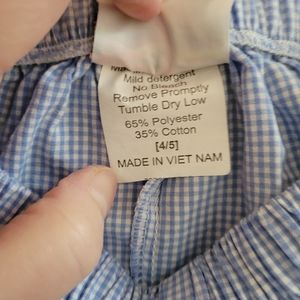 Mild detergent
No Bleach
Remove Promptly
Tumble Dry Low
65% Polyester
35% Cotton
[4/5]
MADE IN VIET NAM